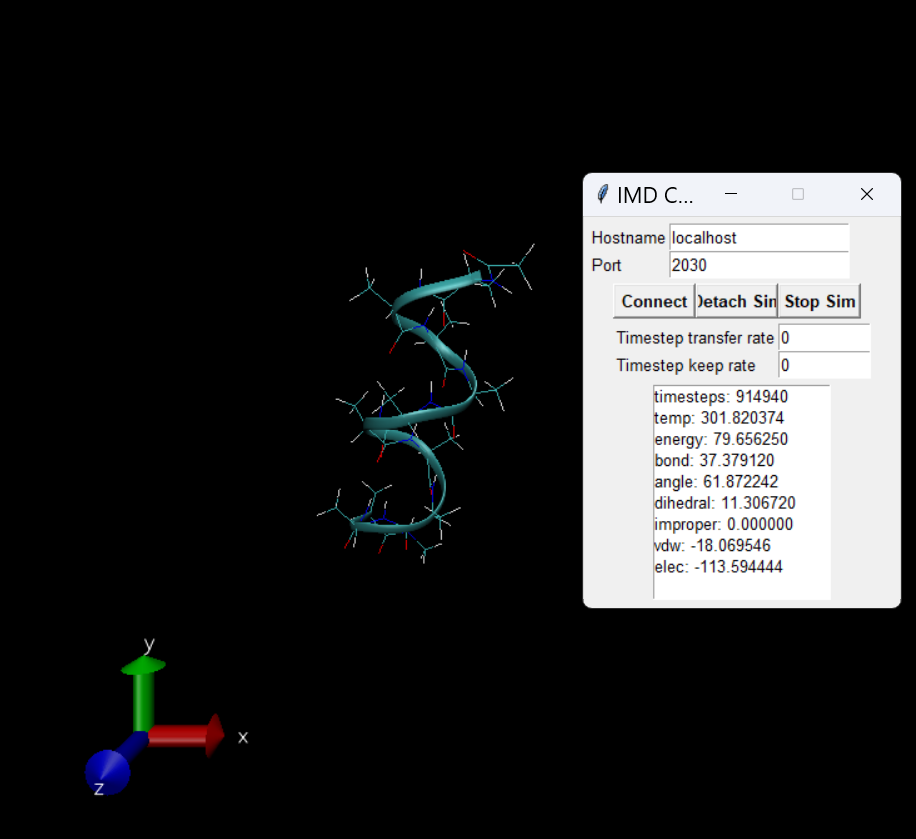 IMD C...
Hostname localhost
Port 2030
Connect Detach Sim Stop Sim
Timestep transfer rate 0
Timestep keep rate 0
timesteps: 914940
temp: 301.820374
energy: 79.656250
bond: 37.379120
angle: 61.872242
dihedral: 11.306720
improper: 0.000000
vdw: -18.069546
elec: -113.594444
y
x
z